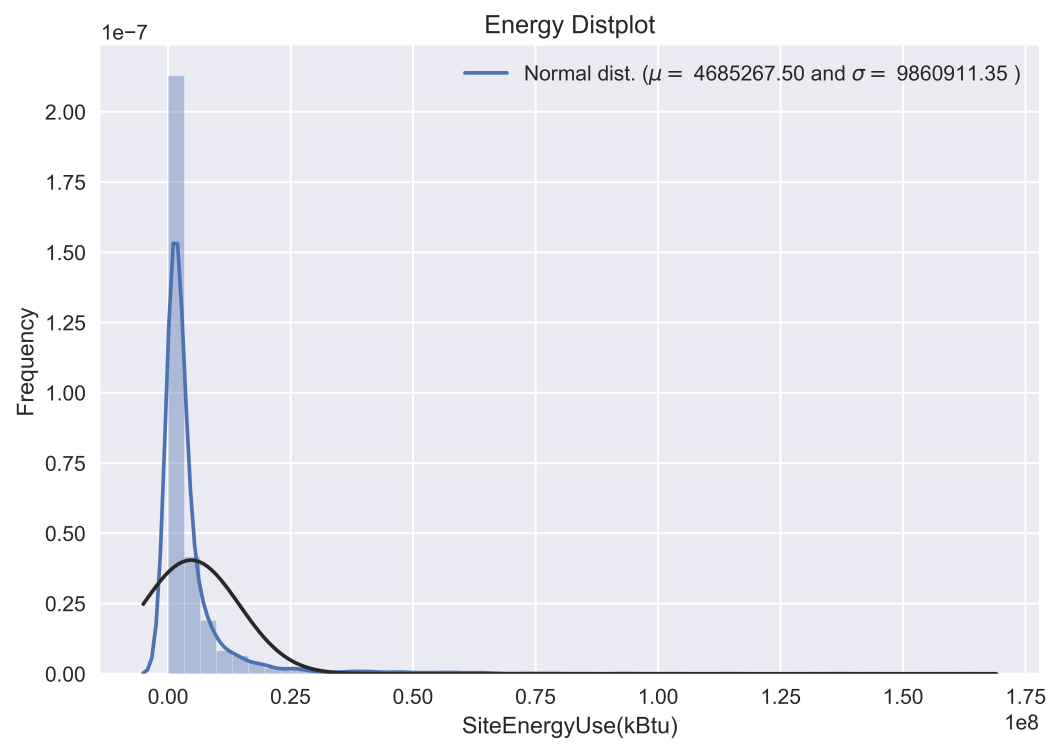 Energy Distplot
1e−7
Normal dist. (μ = 4685267.50 and σ = 9860911.35 )
2.00
1.75
1.50
1.25
1.00
0.75
0.50
0.25
0.00
Frequency
0.00 0.25 0.50 0.75 1.00 1.25 1.50 1.75
1e8
SiteEnergyUse(kBtu)